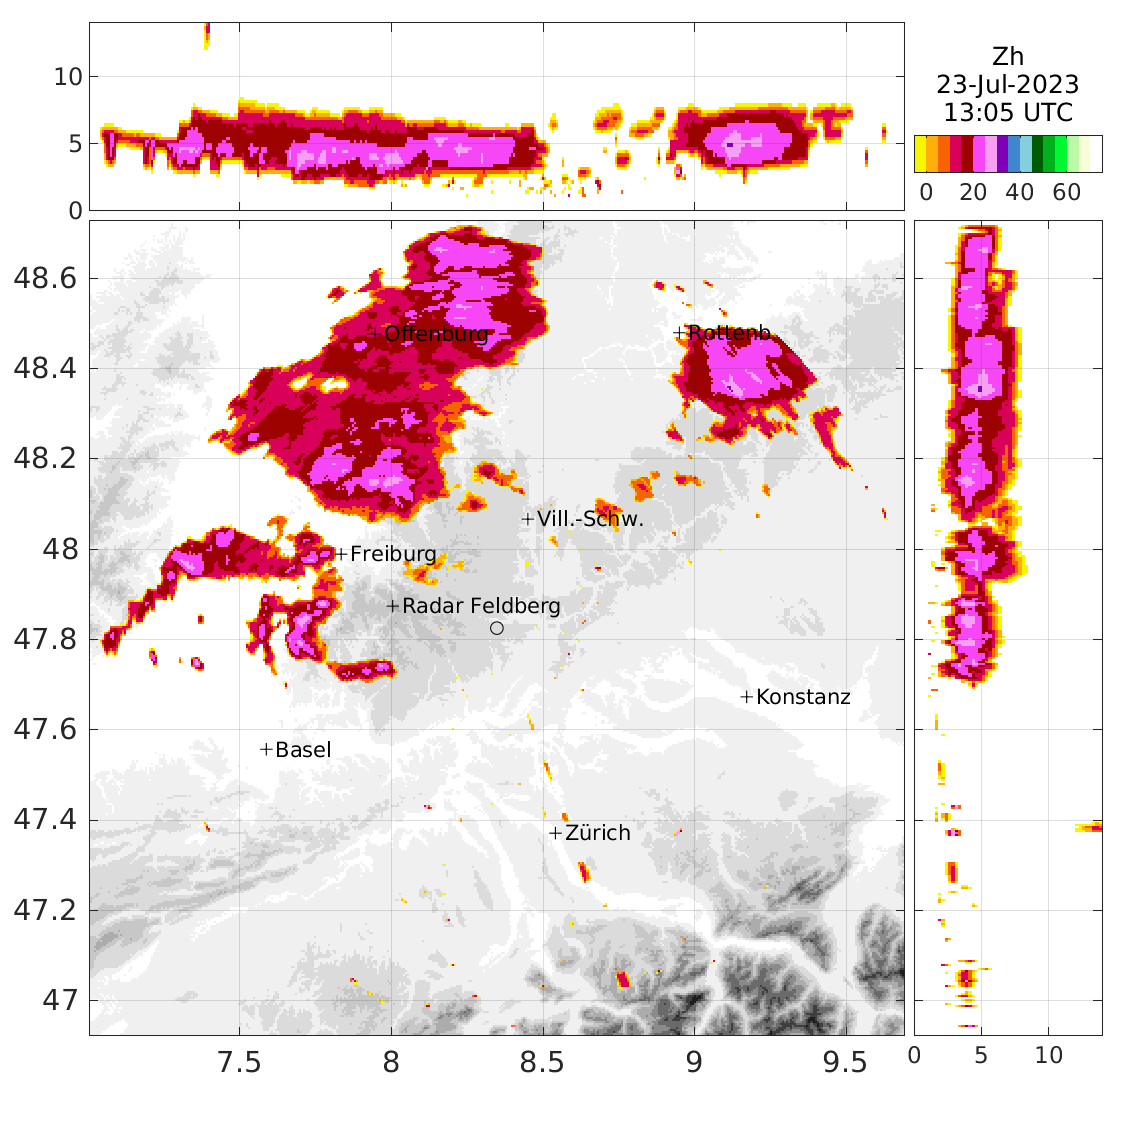 Zh
23-Jul-2023
13:05 UTC
0 20 40 60
10
5
0
48.6
48.4
48.2
48
47.8
47.6
47.4
47.2
47
Offenburg
Rottenb.
Vill.-Schw.
Freiburg
Radar Feldberg
Konstanz
Basel
Zürich
7.5 8 8.5 9 9.5
0 5 10